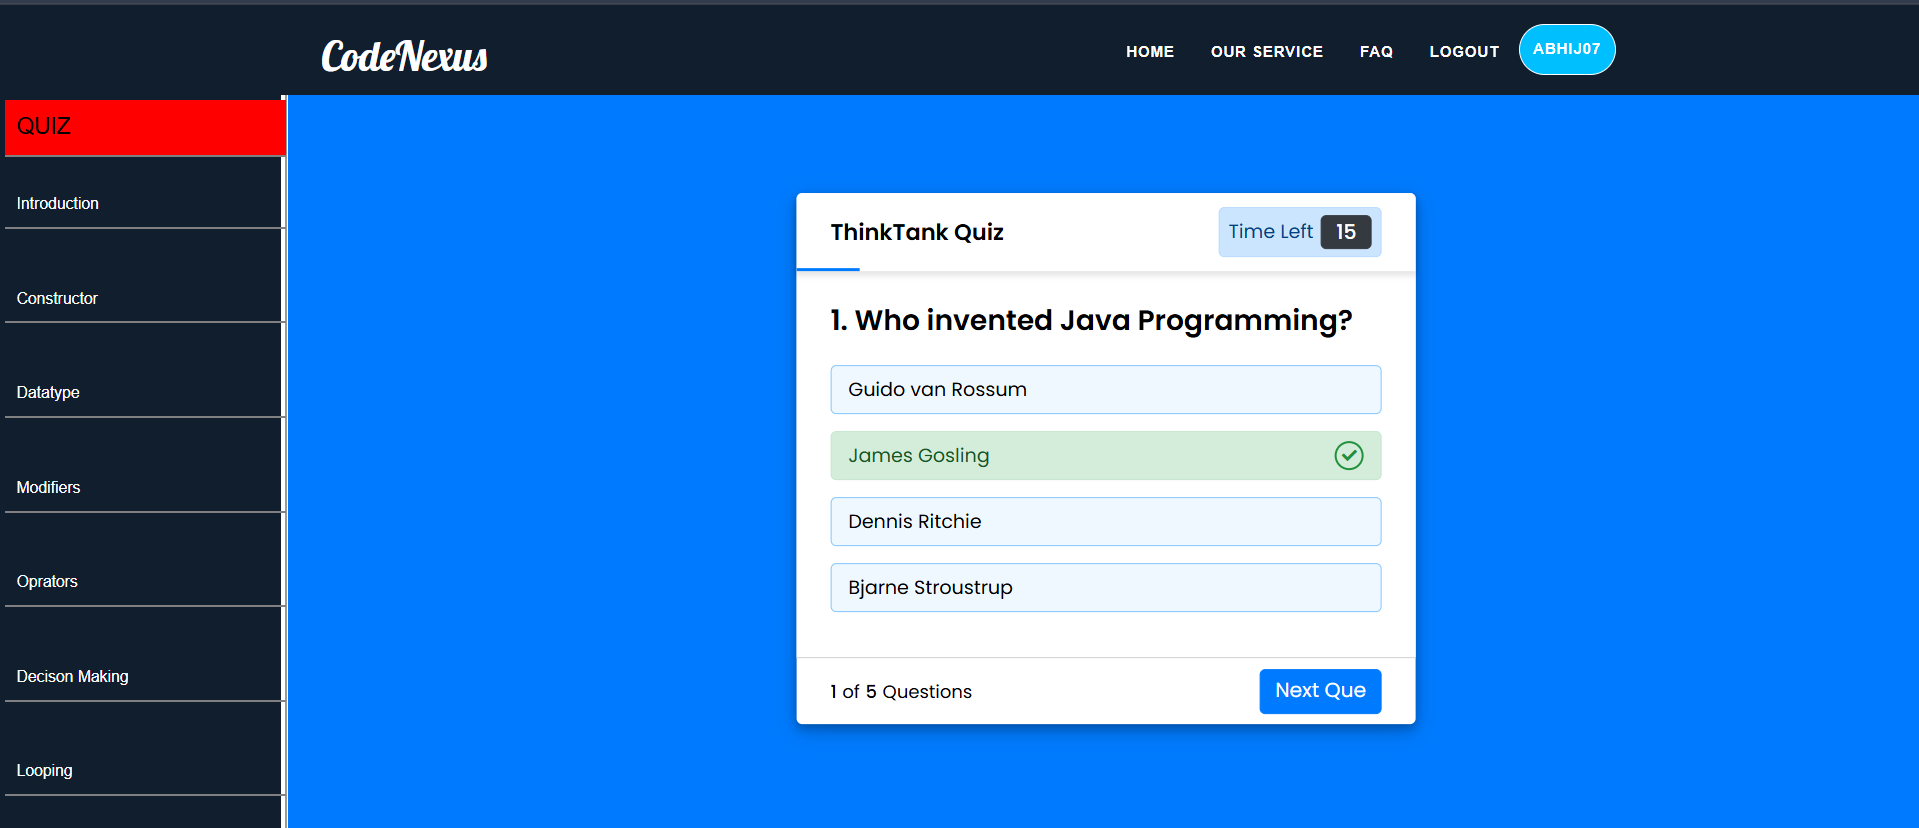 CodeNexus
HOME OUR SERVICE FAQ LOGOUT ABHIJ07
QUIZ
Introduction
Constructor
Datatype
Modifiers
Oprators
Decison Making
Looping
ThinkTank Quiz
Time Left 15
1. Who invented Java Programming?
Guido van Rossum
James Gosling
Dennis Ritchie
Bjarne Stroustrup
1 of 5 Questions
Next Que